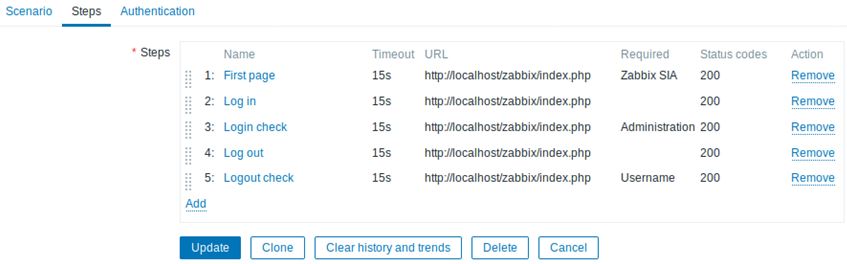 Scenario Steps Authentication
* Steps
Name Timeout URL Required Status codes Action
1: First page 15s http://localhost/zabbix/index.php Zabbix SIA 200 Remove
2: Log in 15s http://localhost/zabbix/index.php 200 Remove
3: Login check 15s http://localhost/zabbix/index.php Administration 200 Remove
4: Log out 15s http://localhost/zabbix/index.php 200 Remove
5: Logout check 15s http://localhost/zabbix/index.php Username 200 Remove
Add
Update Clone Clear history and trends Delete Cancel